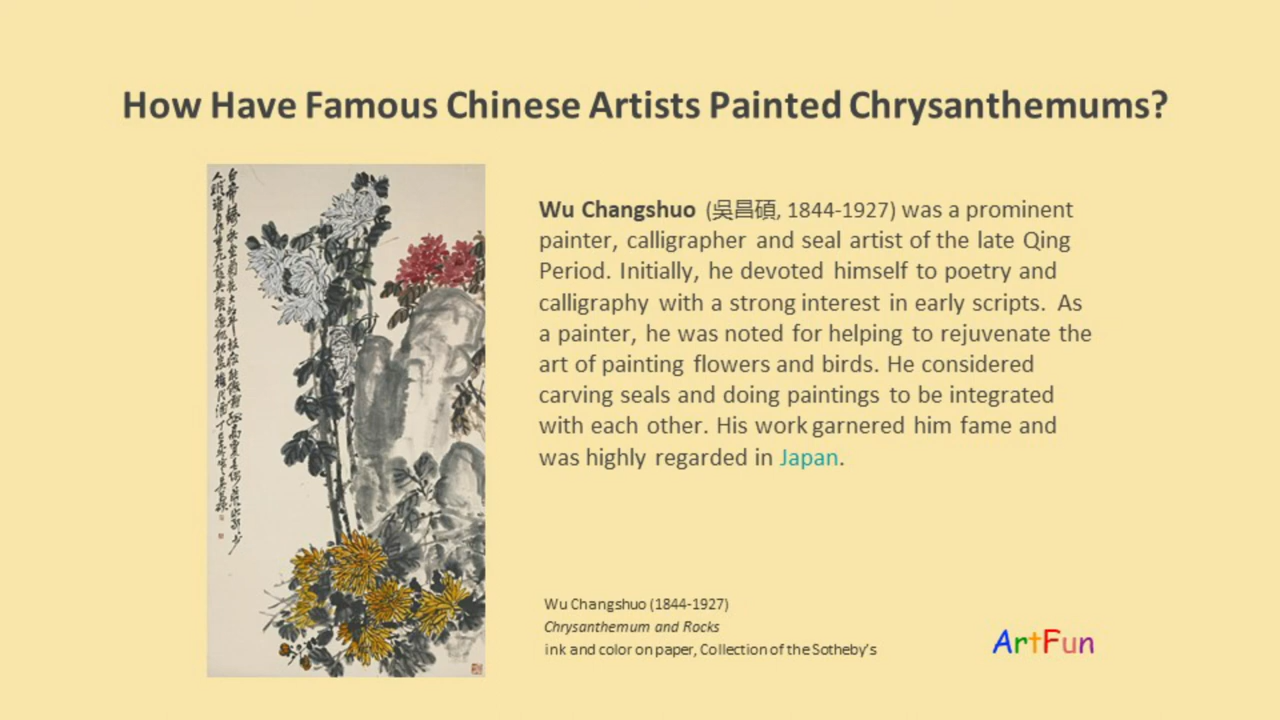 How Have Famous Chinese Artists Painted Chrysanthemums?
Wu Changshuo (吳昌碩, 1844-1927) was a prominent
painter, calligrapher and seal artist of the late Qing
Period. Initially, he devoted himself to poetry and
calligraphy with a strong interest in early scripts. As
a painter, he was noted for helping to rejuvenate the
art of painting flowers and birds. He considered
carving seals and doing paintings to be integrated
with each other. His work garnered him fame and
was highly regarded in Japan.
Wu Changshuo (1844-1927)
Chrysanthemum and Rocks
ink and color on paper, Collection of the Sotheby's
ArtFun